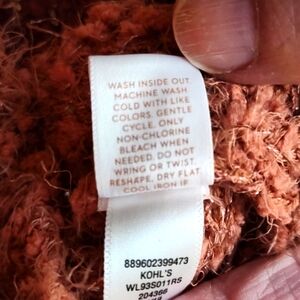 WASH INSIDE OUT.
MACHINE WASH
COLD WITH LIKE
COLORS. GENTLE
CYCLE. ONLY
NON-CHLORINE
BLEACH WHEN
NEEDED. DO NOT
WRING OR TWIST.
RESHAPE. DRY FLAT
COOL IRON IF
889602399473
KOHL'S
WL93S011RS
204366